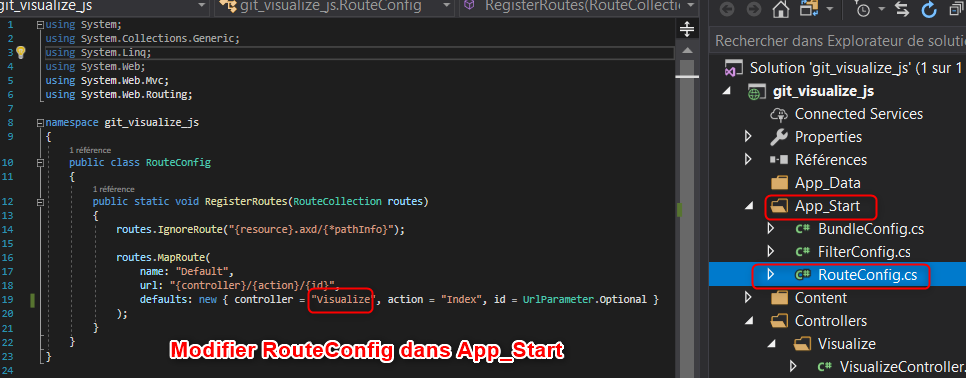 git_visualize_js
git_visualize_js.RouteConfig
RegisterRoutes(RouteCollectio
1 using System;
2 using System.Collections.Generic;
3 using System.Linq;
4 using System.Web;
5 using System.Web.Mvc;
6 using System.Web.Routing;
7
8 namespace git_visualize_js
9 {
1 référence
10 public class RouteConfig
11 {
1 référence
12 public static void RegisterRoutes(RouteCollection routes)
13 {
14 routes.IgnoreRoute("{resource}.axd/{*pathInfo}");
15
16 routes.MapRoute(
17 name: "Default",
18 url: "{controller}/{action}/{id}",
19 defaults: new { controller = "Visualize", action = "Index", id = UrlParameter.Optional }
20 );
21 }
22 }
23 }
24
Modifier RouteConfig dans App_Start
Rechercher dans Explorateur de soluti
Solution 'git_visualize_js' (1 sur 1
git_visualize_js
Connected Services
Properties
Références
App_Data
App_Start
C# BundleConfig.cs
C# FilterConfig.cs
C# RouteConfig.cs
Content
Controllers
Visualize
C# VisualizeController.